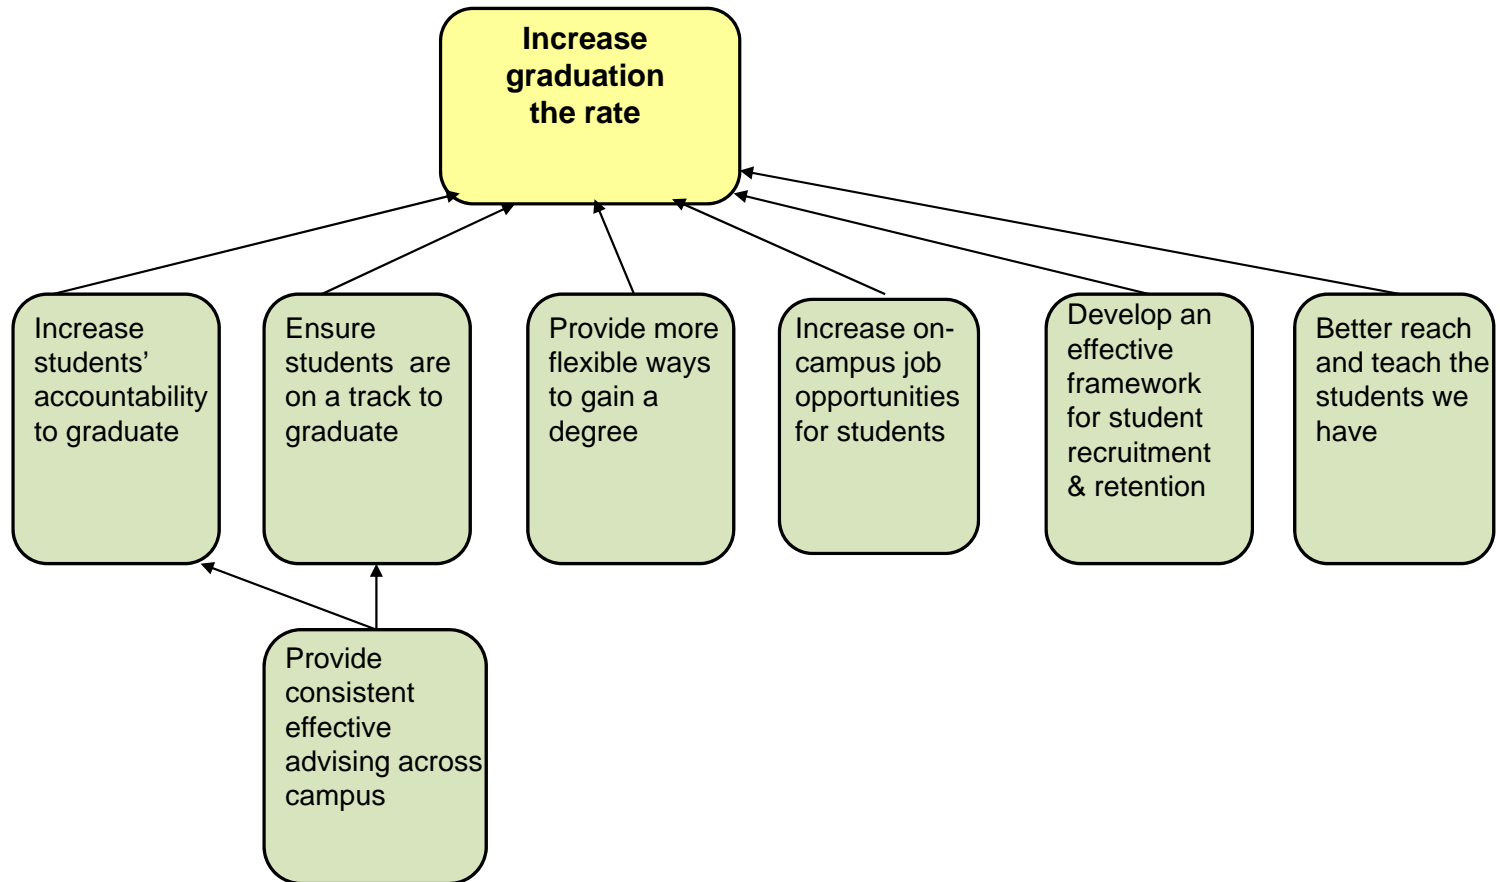 Increase
graduation
the rate
Increase
students’
accountability
to graduate
Ensure
students  are
on a track to
graduate
Provide more
flexible ways
to gain a
degree
Increase on-
campus job
opportunities
for students
Develop an
effective
framework
for student
recruitment
& retention
Better reach
and teach the
students we
have
Provide
consistent
effective
advising across
campus